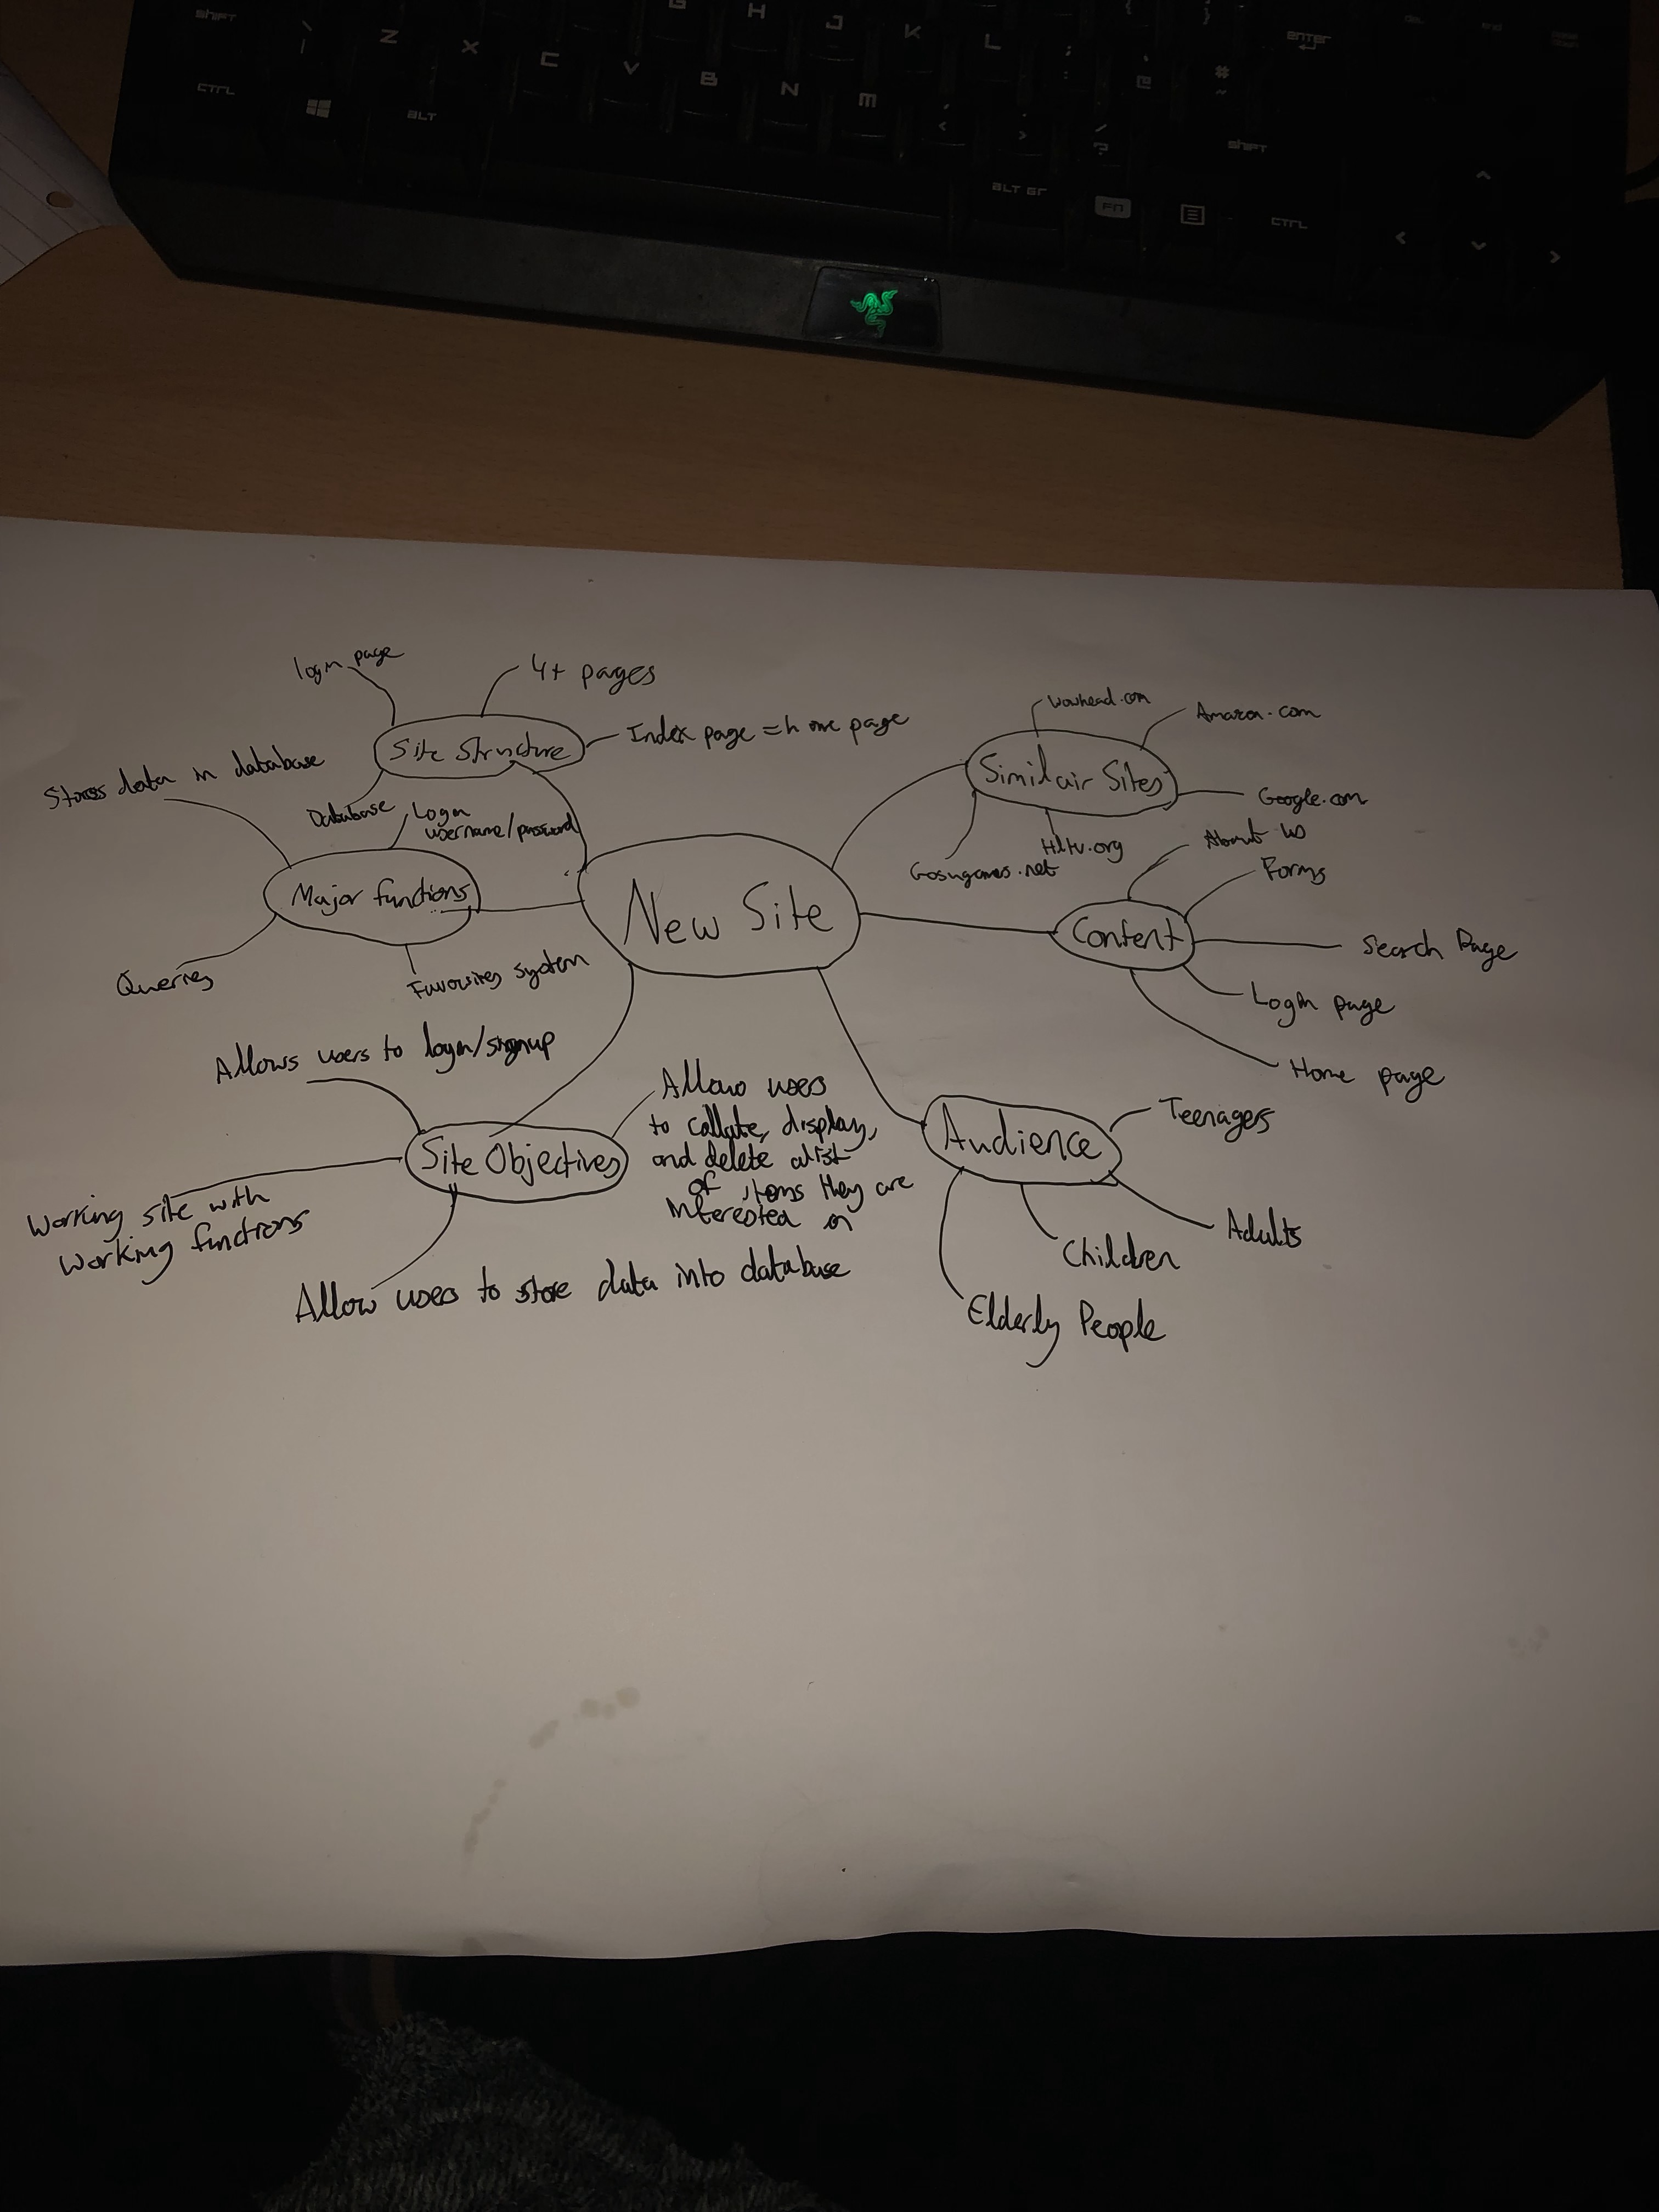 SHIFT
Z
X
C
V
B
N
M
H
J
K
L
ENTER
CTRL
ALT
ALT GR
FN
SHIFT
CTRL
login page
4+ pages
Index page = home page
Site Structure
Database
Stores data in database
Login
username/password
Major functions
Queries
Favourites system
New Site
wowhead.com
Amazon.com
Similair Sites
Google.com
Hltv.org
Gosugames.net
About us
Forms
Content
Search Page
Login page
Home page
Allows users to login/signup
Allow users
to collate, display,
and delete a list
of items they are
interested in
Site Objectives
Working site with
working functions
Allow users to store data into database
Teenagers
Audience
Adults
Children
Elderly People